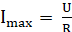 I_max = U/R